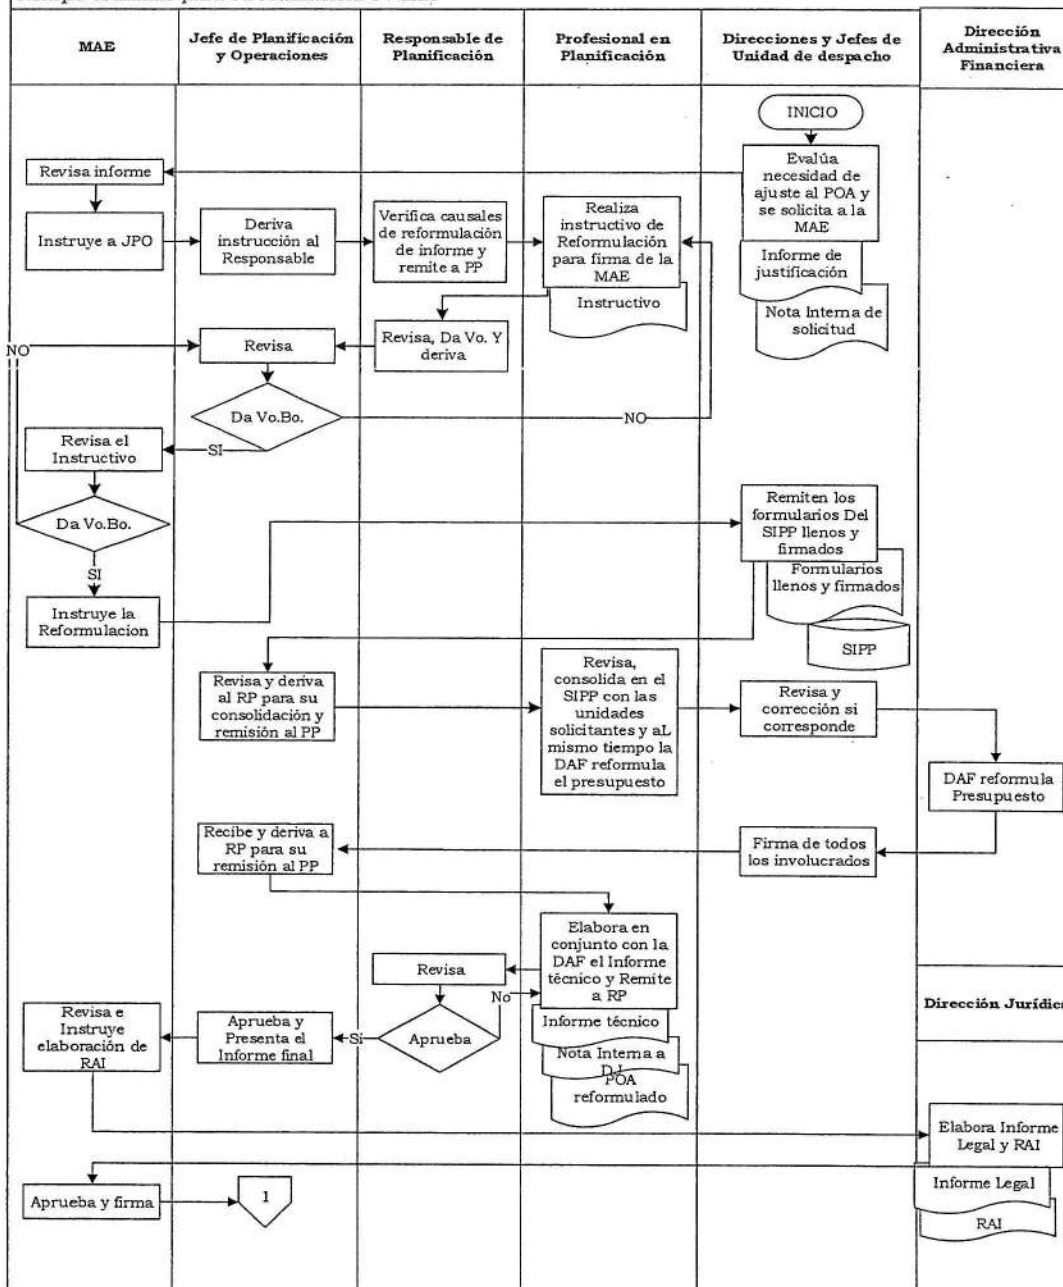 MAE
Jefe de Planificación
y Operaciones
Responsable de
Planificación
Profesional en
Planificación
Direcciones y Jefes de
Unidad de despacho
Dirección
Administrativa
Financiera
INICIO
Evalúa
necesidad de
ajuste al POA y
se solicita a la
MAE
Informe de
justificación
Nota Interna de
solicitud
Revisa informe
Instruye a JPO
Deriva
instrucción al
Responsable
Verifica causales
de reformulación
de informe y
remite a PP
Realiza
instructivo de
Reformulación
para firma de la
MAE
Instructivo
Revisa, Da Vo. Y
deriva
Revisa
NO
Da Vo.Bo.
NO
SI
Revisa el
Instructivo
Da Vo.Bo.
SI
Instruye la
Reformulacion
Remiten los
formularios Del
SIPP llenos y
firmados
Formularios
llenos y firmados
SIPP
Revisa y deriva
al RP para su
consolidación y
remisión al PP
Revisa,
consolida en el
SIPP con las
unidades
solicitantes y aL
mismo tiempo la
DAF reformula
el presupuesto
Revisa y
corrección si
corresponde
DAF reformula
Presupuesto
Firma de todos
los involucrados
Recibe y deriva a
RP para su
remisión al PP
Elabora en
conjunto con la
DAF el Informe
técnico y Remite
a RP
Informe técnico
Nota Interna a
DJ
POA
reformulado
Revisa
No
Aprueba
Si
Aprueba y
Presenta el
Informe final
Revisa e
Instruye
elaboración de
RAI
Dirección Jurídica
Elabora Informe
Legal y RAI
Informe Legal
RAI
Aprueba y firma
1